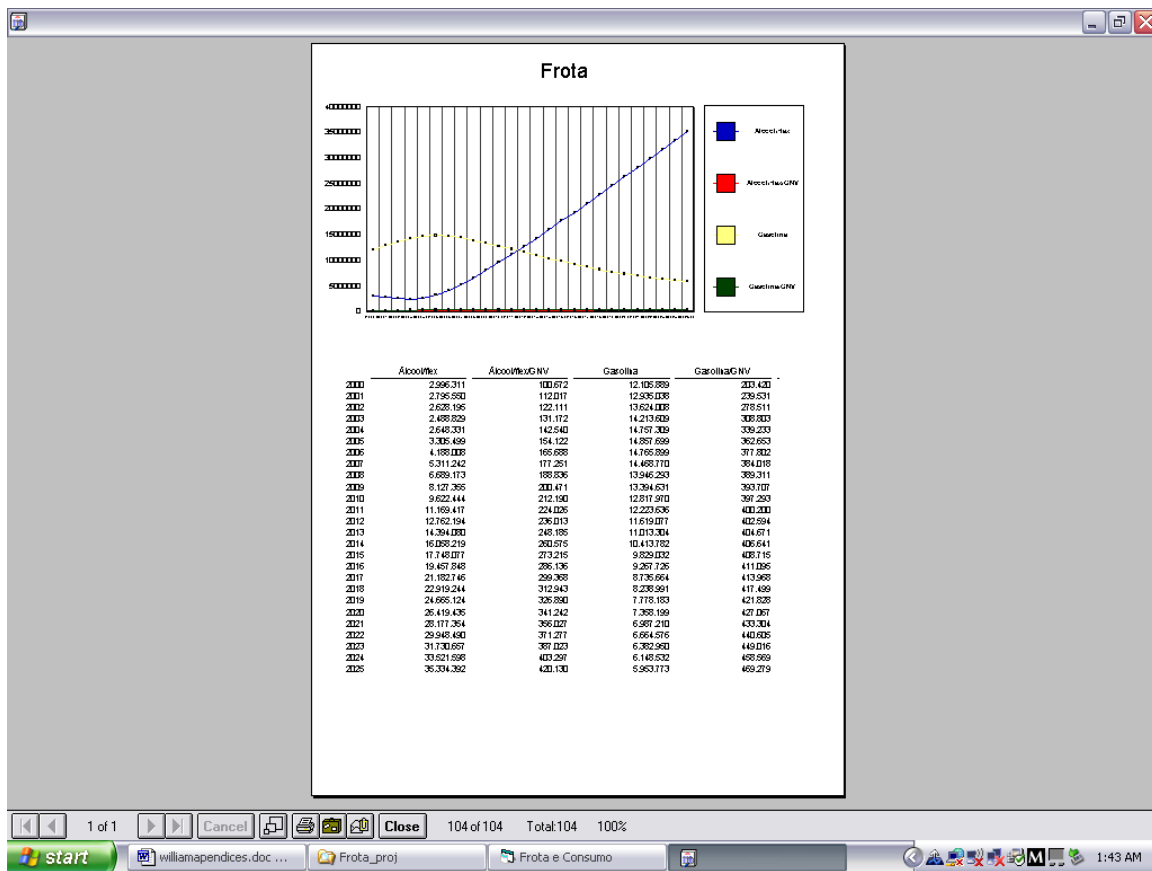 Frota
40000000
35000000
30000000
25000000
20000000
15000000
10000000
5000000
0
Álcool/flex
Álcool/flex/GNV
Gasolina
Gasolina/GNV
Álcool/flex Álcool/flex/GNV Gasolina Gasolina/GNV
2000 2.996.311 100.672 12.105.889 203.420
2001 2.795.550 112.017 12.935.038 239.531
2002 2.628.195 122.111 13.624.008 278.511
2003 2.488.829 131.172 14.213.609 308.803
2004 2.648.331 142.540 14.757.309 339.233
2005 3.305.499 154.122 14.857.699 362.653
2006 4.188.008 165.688 14.765.899 377.802
2007 5.311.242 177.251 14.468.770 384.018
2008 6.689.173 188.836 13.946.293 389.311
2009 8.127.365 200.471 13.394.631 393.707
2010 9.622.444 212.190 12.817.970 397.293
2011 11.169.417 224.026 12.223.636 400.200
2012 12.762.194 236.013 11.619.077 402.594
2013 14.394.080 248.185 11.013.304 404.671
2014 16.058.219 260.575 10.413.782 406.641
2015 17.748.077 273.215 9.829.032 408.715
2016 19.457.848 286.136 9.267.726 411.095
2017 21.182.746 299.368 8.735.664 413.968
2018 22.919.244 312.943 8.238.991 417.499
2019 24.665.124 326.890 7.778.183 421.828
2020 26.419.436 341.242 7.358.199 427.067
2021 28.177.354 356.027 6.987.210 433.304
2022 29.948.490 371.277 6.664.576 440.605
2023 31.730.657 387.023 6.382.960 449.016
2024 33.521.598 403.297 6.148.532 458.569
2025 35.334.392 420.130 5.953.773 469.279
1 of 1 Cancel Close 104 of 104 Total:104 100%
start williamapendices.doc ... Frota_proj Frota e Consumo M 1:43 AM